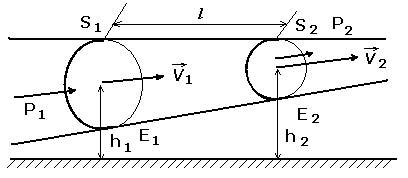 S₁ l S₂ P₂
V₁ V₂
P₁
h₁ E₁ h₂ E₂